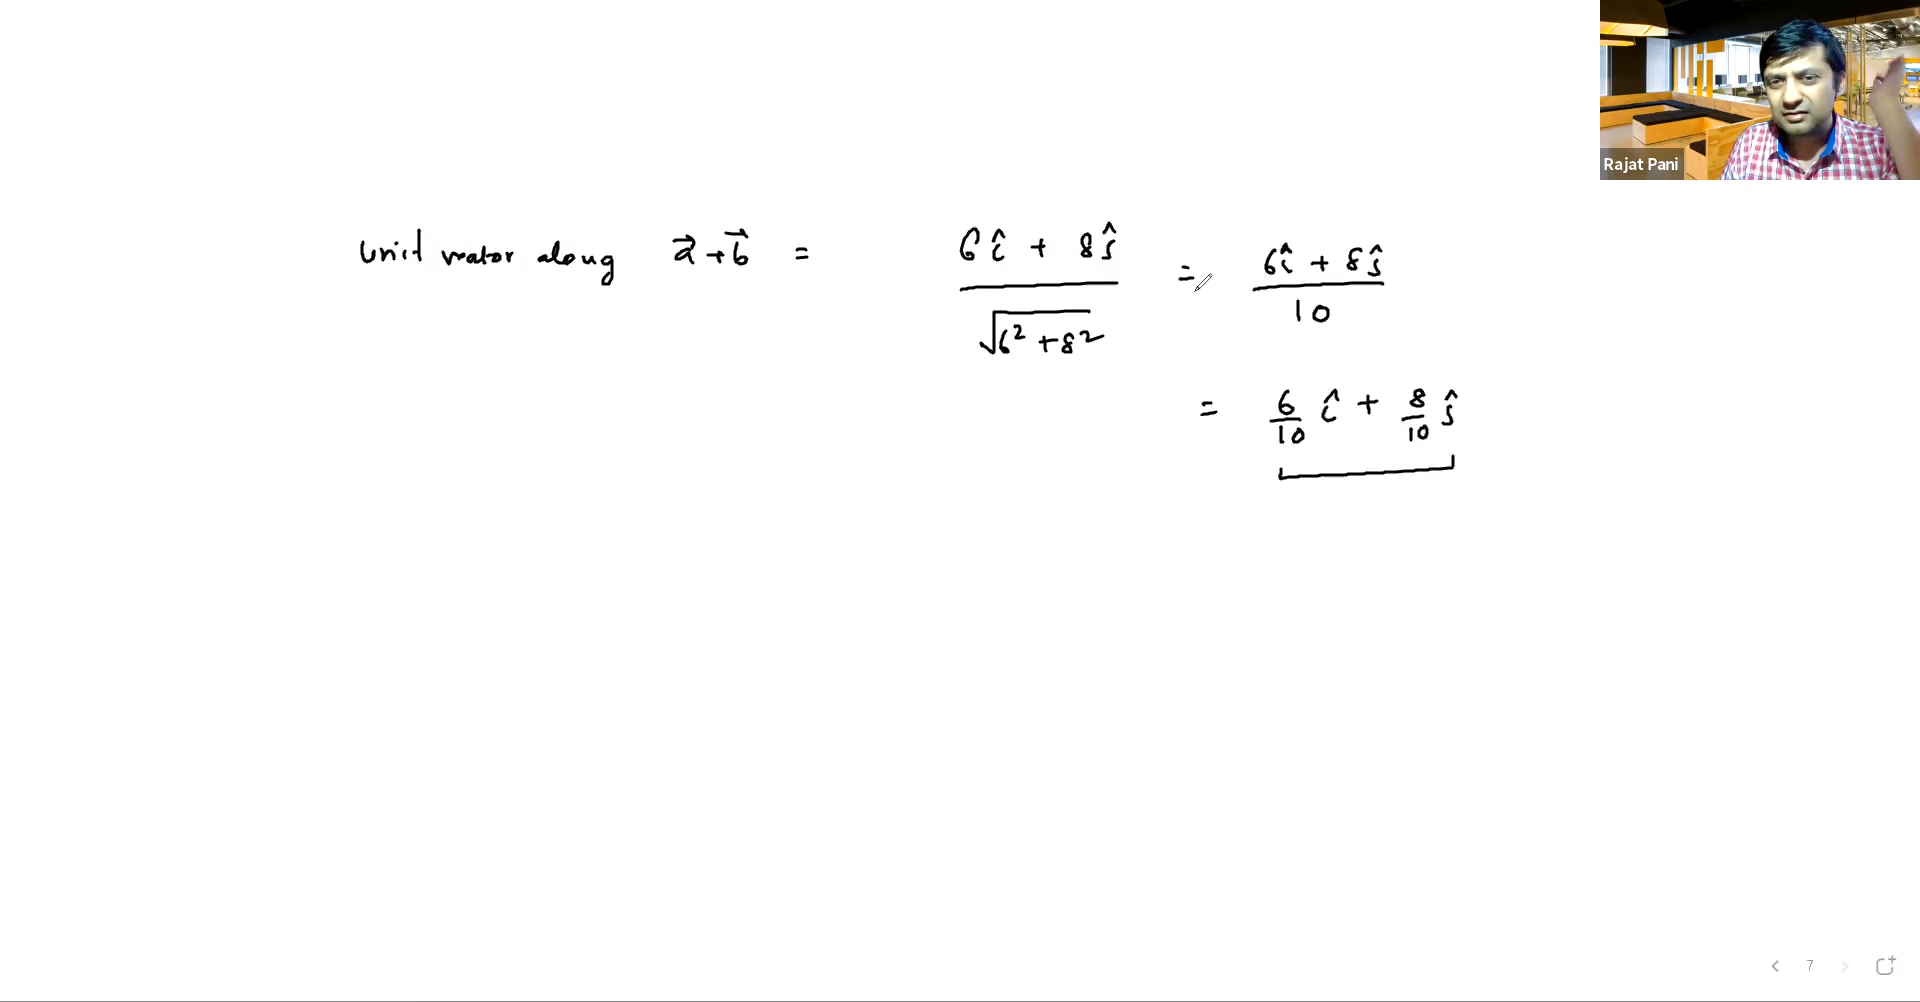 Rajat Pani
unit vector along a⃗ + b⃗ = (6î + 8ĵ) / √(6² + 8²) = (6î + 8ĵ) / 10
= 6/10 î + 8/10 ĵ
7